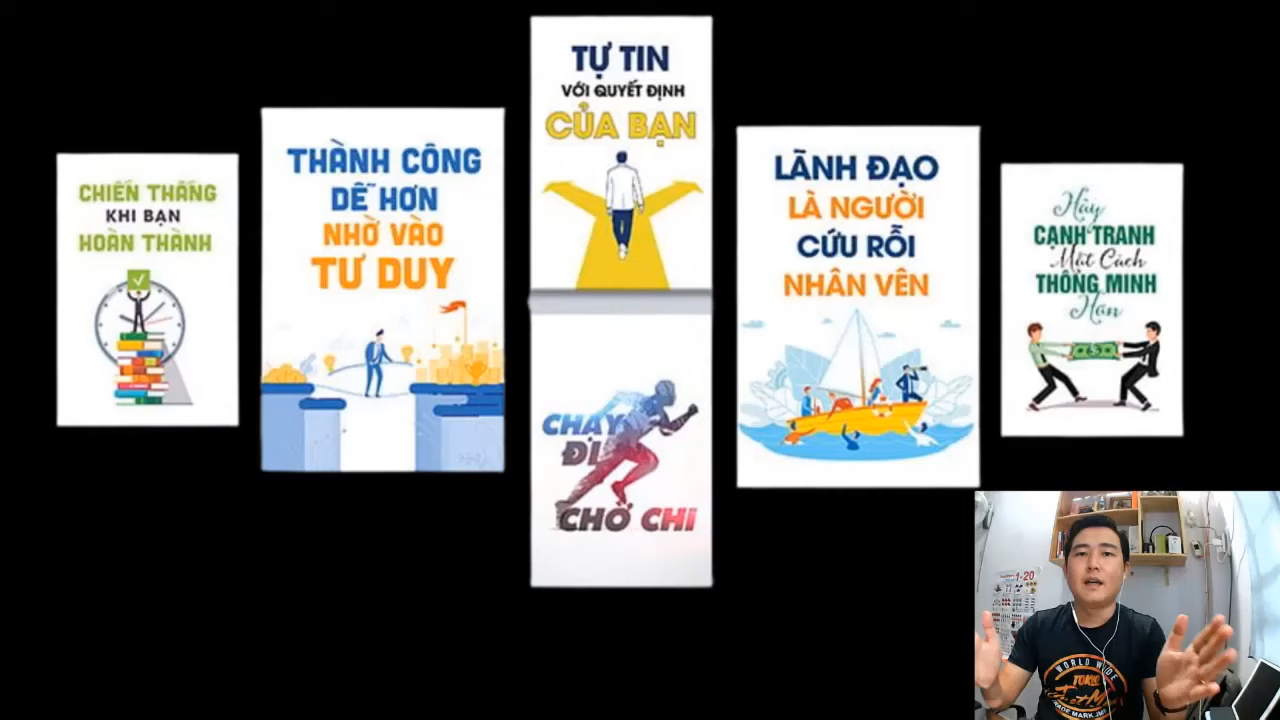 CHIẾN THẮNG
KHI BẠN
HOÀN THÀNH
THÀNH CÔNG
DỄ HƠN
NHỜ VÀO
TƯ DUY
TỰ TIN
VỚI QUYẾT ĐỊNH
CỦA BẠN
CHẠY
ĐI
CHỜ CHI
LÃNH ĐẠO
LÀ NGƯỜI
CỨU RỖI
NHÂN VÊN
Hãy
CẠNH TRANH
Một Cách
THÔNG MINH
Hơn
1-20
WORLD WIDE
TOKYO